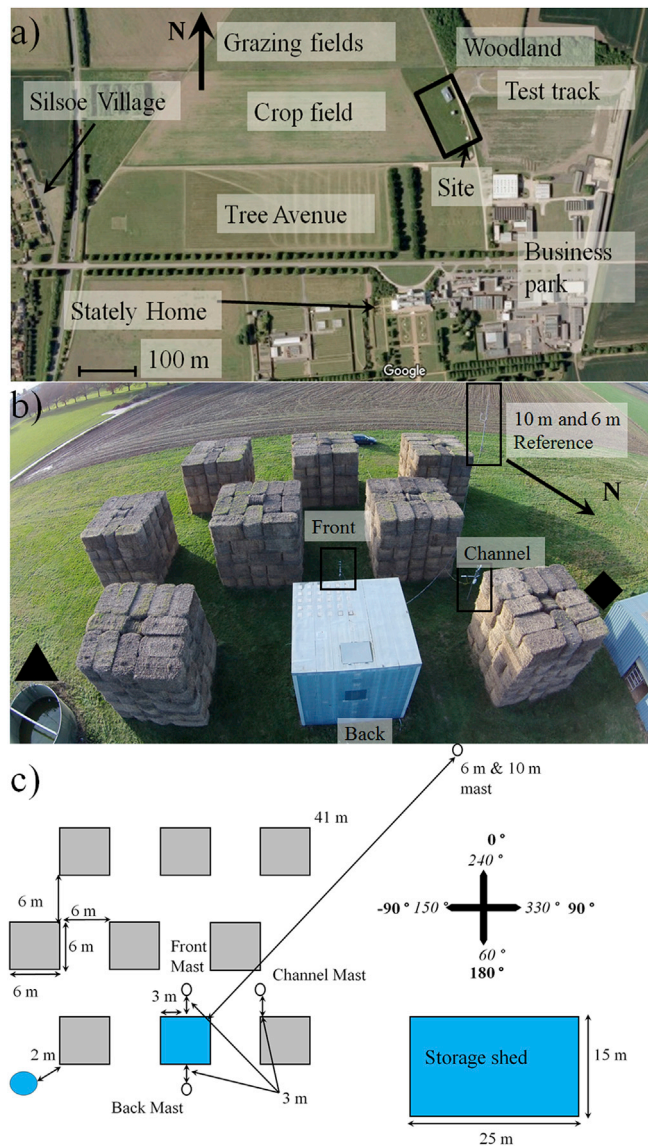 a)
N
Grazing fields
Woodland
Silsoe Village
Crop field
Test track
Site
Tree Avenue
Business
park
Stately Home
100 m
Google
b)
10 m and 6 m
Reference
N
Front
Channel
Back
c)
6 m & 10 m
mast
41 m
0 °
240 °
6 m
6 m
-90 °
150 °
330 °
90 °
6 m
Front
Mast
60 °
180 °
6 m
Channel Mast
3 m
2 m
Storage shed
15 m
Back Mast
3 m
25 m